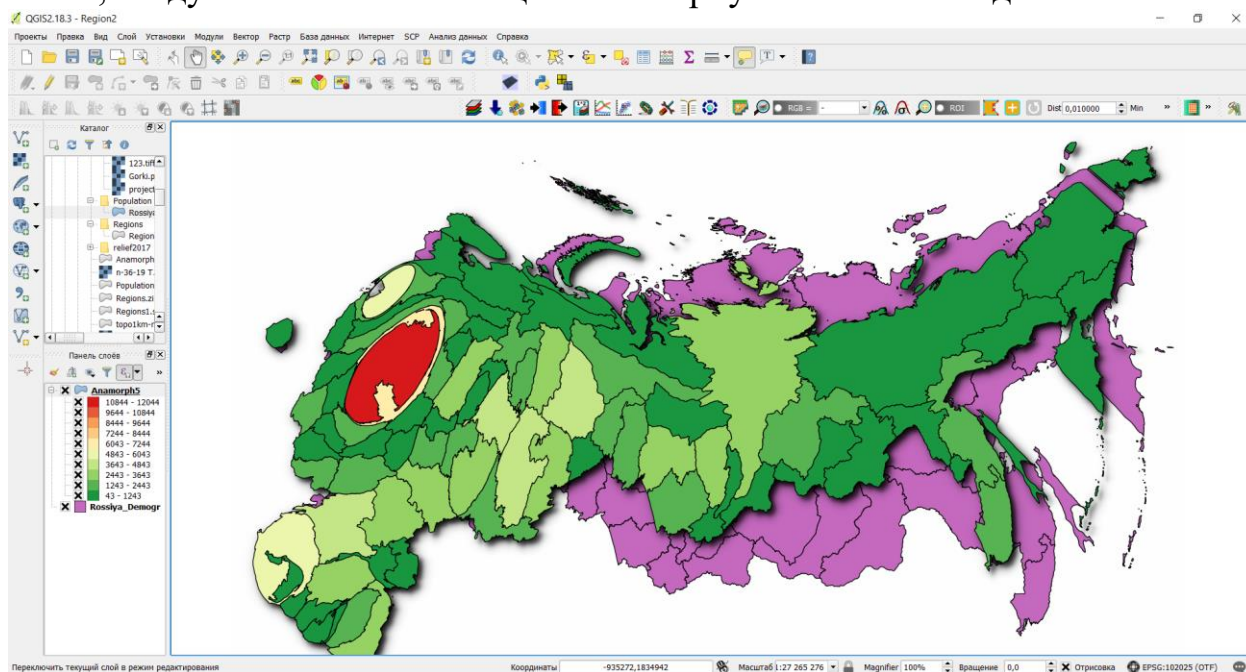 QGIS2.18.3 - Region2
Проекты Правка Вид Слой Установки Модули Вектор Растр База данных Интернет SCP Анализ данных Справка
RGB = -
ROI
Dist 0,010000
Min
»
»
Каталог
123.tiff
Gorki.p
project
Population
Rossiya
Regions
Region
relief2017
Anamorph
n-36-19 T.
Population
Regions.zi
Regions1.
topo1km-r
Панель слоёв
»
Anamorph5
10844 - 12044
9644 - 10844
8444 - 9644
7244 - 8444
6043 - 7244
4843 - 6043
3643 - 4843
2443 - 3643
1243 - 2443
43 - 1243
Rossiya_Demogr
Переключить текущий слой в режим редактирования
Координаты -935272,1834942 Масштаб 1:27 265 276 Magnifier 100% Вращение 0,0 Отрисовка EPSG:102025 (OTF)